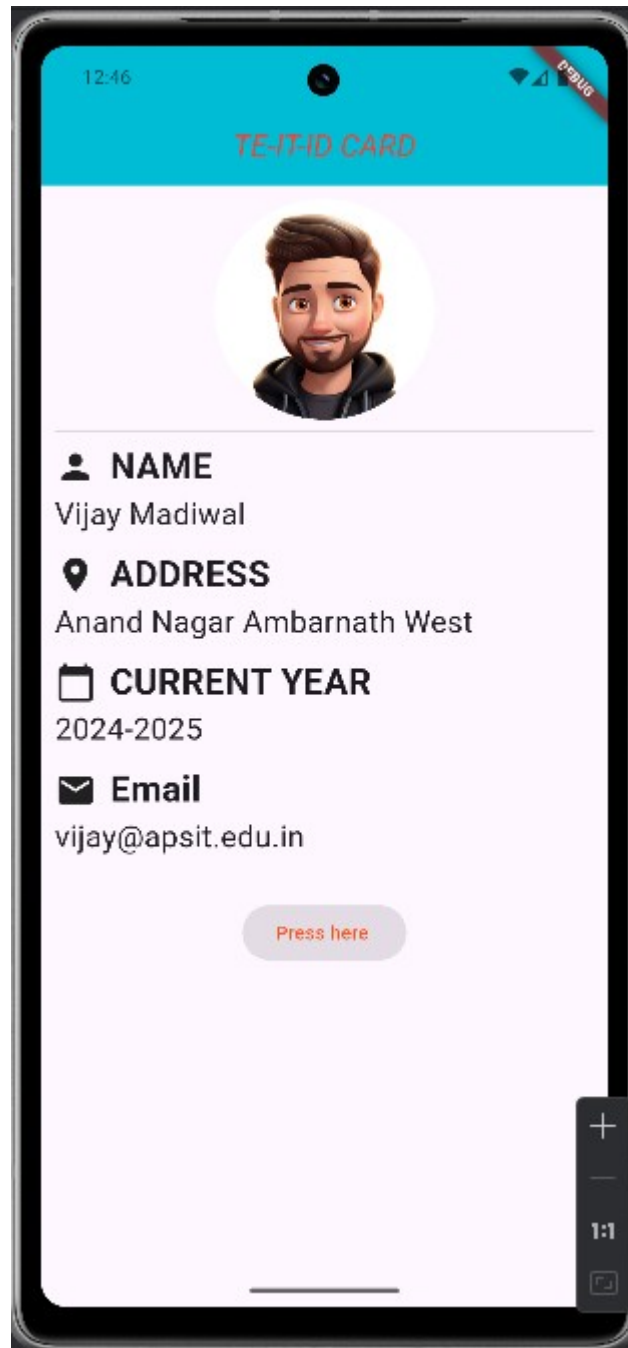 12:46
DEBUG
TE-IT-ID CARD
NAME
Vijay Madiwal
ADDRESS
Anand Nagar Ambarnath West
CURRENT YEAR
2024-2025
Email
vijay@apsit.edu.in
Press here
1:1